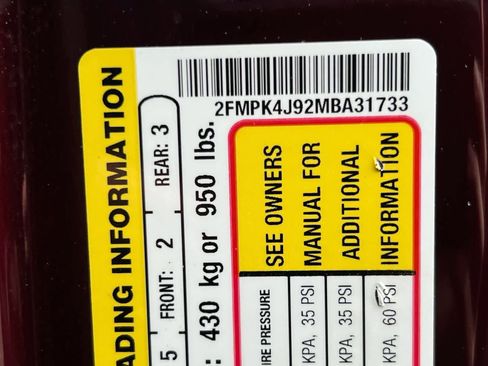 2FMPK4J92MBA31733
ADING INFORMATION
5 FRONT: 2 REAR: 3
: 430 kg or 950 lbs.
SEE OWNERS
MANUAL FOR
ADDITIONAL
INFORMATION
RE PRESSURE
KPA, 35 PSI
KPA, 35 PSI
KPA, 60 PSI